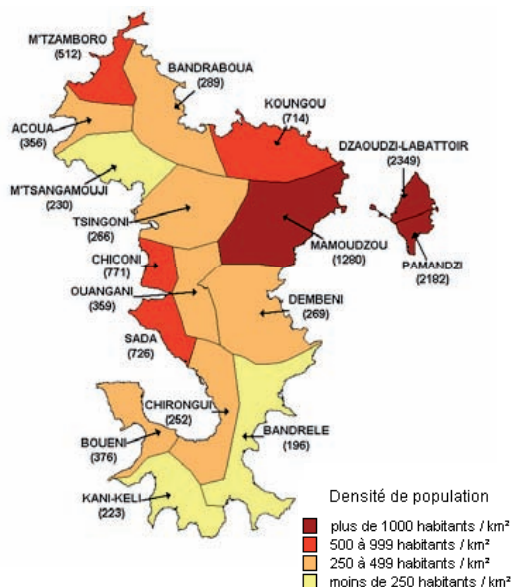 M'TZAMBORO
(512)
BANDRABOUA
(289)
KOUNGOU
(714)
DZAOUDZI-LABATTOIR
(2349)
ACOUA
(356)
M'TSANGAMOUJI
(230)
TSINGONI
(266)
MAMOUDZOU
(1280)
PAMANDZI
(2182)
CHICONI
(771)
OUANGANI
(359)
DEMBENI
(269)
SADA
(726)
CHIRONGUI
(252)
BANDRELE
(196)
BOUENI
(376)
KANI-KELI
(223)
Densité de population
plus de 1000 habitants / km²
500 à 999 habitants / km²
250 à 499 habitants / km²
moins de 250 habitants / km²